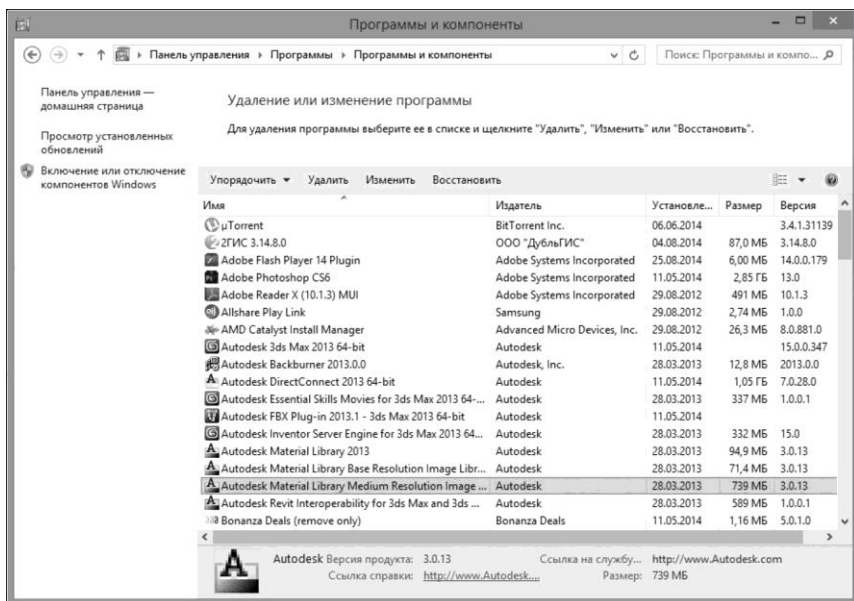 Программы и компоненты
Панель управления › Программы › Программы и компоненты
Поиск: Программы и компо...
Панель управления —
домашняя страница
Просмотр установленных
обновлений
Включение или отключение
компонентов Windows
Удаление или изменение программы
Для удаления программы выберите ее в списке и щелкните "Удалить", "Изменить" или "Восстановить".
Упорядочить Удалить Изменить Восстановить
Имя Издатель Установле... Размер Версия
µTorrent BitTorrent Inc. 06.06.2014 3.4.1.31139
2ГИС 3.14.8.0 ООО "ДубльГИС" 04.08.2014 87,0 МБ 3.14.8.0
Adobe Flash Player 14 Plugin Adobe Systems Incorporated 25.08.2014 6,00 МБ 14.0.0.179
Adobe Photoshop CS6 Adobe Systems Incorporated 11.05.2014 2,85 ГБ 13.0
Adobe Reader X (10.1.3) MUI Adobe Systems Incorporated 29.08.2012 491 МБ 10.1.3
Allshare Play Link Samsung 29.08.2012 2,74 МБ 1.0.0
AMD Catalyst Install Manager Advanced Micro Devices, Inc. 29.08.2012 26,3 МБ 8.0.881.0
Autodesk 3ds Max 2013 64-bit Autodesk 11.05.2014 15.0.0.347
Autodesk Backburner 2013.0.0 Autodesk, Inc. 28.03.2013 12,8 МБ 2013.0.0
Autodesk DirectConnect 2013 64-bit Autodesk 11.05.2014 1,05 ГБ 7.0.28.0
Autodesk Essential Skills Movies for 3ds Max 2013 64-... Autodesk 28.03.2013 337 МБ 1.0.0.1
Autodesk FBX Plug-in 2013.1 - 3ds Max 2013 64-bit Autodesk 11.05.2014
Autodesk Inventor Server Engine for 3ds Max 2013 64... Autodesk 28.03.2013 332 МБ 15.0
Autodesk Material Library 2013 Autodesk 28.03.2013 94,9 МБ 3.0.13
Autodesk Material Library Base Resolution Image Libr... Autodesk 28.03.2013 71,4 МБ 3.0.13
Autodesk Material Library Medium Resolution Image ... Autodesk 28.03.2013 739 МБ 3.0.13
Autodesk Revit Interoperability for 3ds Max and 3ds ... Autodesk 28.03.2013 589 МБ 1.0.0.1
Bonanza Deals (remove only) Bonanza Deals 11.05.2014 1,16 МБ 5.0.1.0
Autodesk Версия продукта: 3.0.13 Ссылка на службу... http://www.Autodesk.com
Ссылка справки: http://www.Autodesk.... Размер: 739 МБ